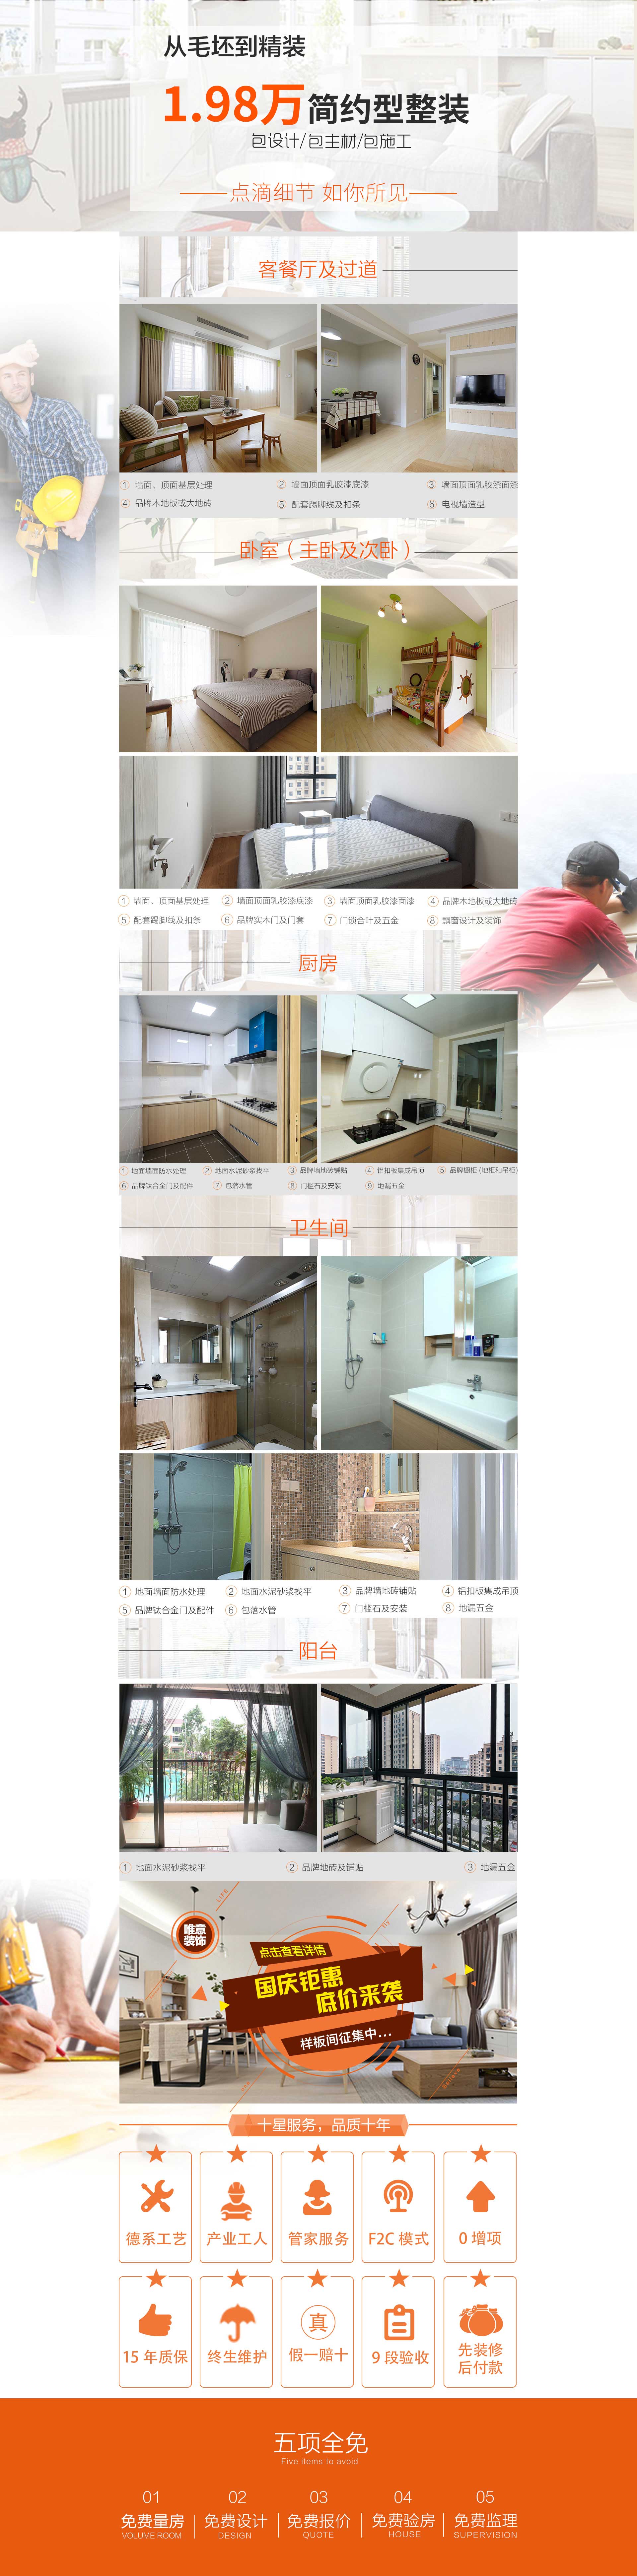 从毛坯到精装
1.98万简约型整装
包设计/包主材/包施工
点滴细节 如你所见
客餐厅及过道
① 墙面、顶面基层处理 ② 墙面顶面乳胶漆底漆 ③ 墙面顶面乳胶漆面漆
④ 品牌木地板或大地砖 ⑤ 配套踢脚线及扣条 ⑥ 电视墙造型
卧室（主卧及次卧）
① 墙面、顶面基层处理 ② 墙面顶面乳胶漆底漆 ③ 墙面顶面乳胶漆面漆 ④ 品牌木地板或大地砖
⑤ 配套踢脚线及扣条 ⑥ 品牌实木门及门套 ⑦ 门锁合叶及五金 ⑧ 飘窗设计及装饰
厨房
① 地面墙面防水处理 ② 地面水泥砂浆找平 ③ 品牌墙地砖铺贴 ④ 铝扣板集成吊顶 ⑤ 品牌橱柜 (地柜和吊柜)
⑥ 品牌钛合金门及配件 ⑦ 包落水管 ⑧ 门槛石及安装 ⑨ 地漏五金
卫生间
① 地面墙面防水处理 ② 地面水泥砂浆找平 ③ 品牌墙地砖铺贴 ④ 铝扣板集成吊顶
⑤ 品牌钛合金门及配件 ⑥ 包落水管 ⑦ 门槛石及安装 ⑧ 地漏五金
阳台
① 地面水泥砂浆找平 ② 品牌地砖及铺贴 ③ 地漏五金
唯意
装饰
点击查看详情
国庆钜惠
底价来袭
样板间征集中...
十星服务，品质十年
德系工艺 产业工人 管家服务 F2C 模式 0 增项
15 年质保 终生维护 真 假一赔十 9 段验收 先装修
后付款
五项全免
Five items to avoid
01 02 03 04 05
免费量房 免费设计 免费报价 免费验房 免费监理
VOLUME ROOM DESIGN QUOTE HOUSE SUPERVISION